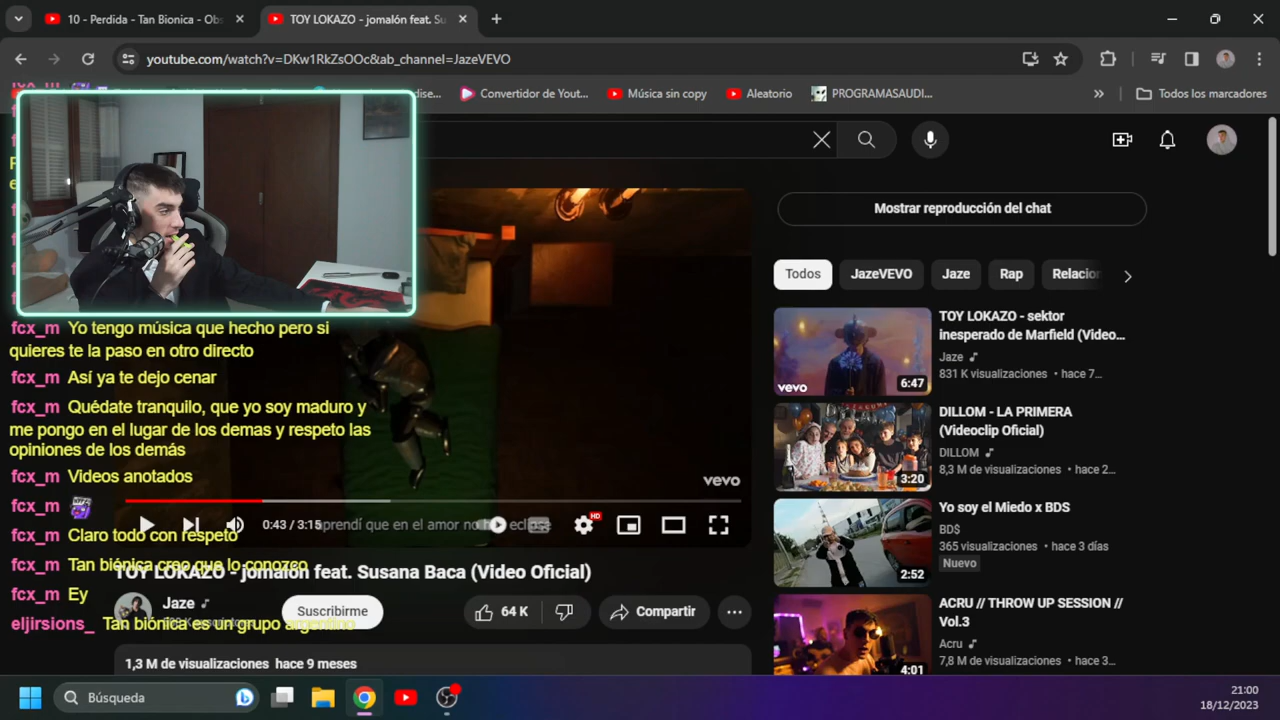 10 - Perdida - Tan Bionica - Obs
TOY LOKAZO - jomalón feat. Su
youtube.com/watch?v=DKw1RkZsOOc&ab_channel=JazeVEVO
Convertidor de Yout...
Música sin copy
Aleatorio
PROGRAMASAUDI...
Todos los marcadores
Mostrar reproducción del chat
Todos
JazeVEVO
Jaze
Rap
Relacion
fcx_m Yo tengo música que hecho pero si
quieres te la paso en otro directo
fcx_m Así ya te dejo cenar
fcx_m Quédate tranquilo, que yo soy maduro y
me pongo en el lugar de los demas y respeto las
opiniones de los demás
fcx_m Videos anotados
fcx_m
fcx_m Claro todo con respeto
fcx_m Tan biónica creo que lo conozco
fcx_m Ey
eljirsions_ Tan biónica es un grupo argentino
vevo
0:43 / 3:15
HD
TOY LOKAZO - jomalón feat. Susana Baca (Video Oficial)
Jaze
Suscribirme
64 K
Compartir
1,3 M de visualizaciones hace 9 meses
vevo
6:47
TOY LOKAZO - sektor
inesperado de Marfield (Video...
Jaze
831 K visualizaciones • hace 7...
3:20
DILLOM - LA PRIMERA
(Videoclip Oficial)
DILLOM
8,3 M de visualizaciones • hace 2...
2:52
Yo soy el Miedo x BDS
BD$
365 visualizaciones • hace 3 días
Nuevo
4:01
ACRU // THROW UP SESSION //
Vol.3
Acru
7,8 M de visualizaciones • hace 3...
Búsqueda
21:00
18/12/2023